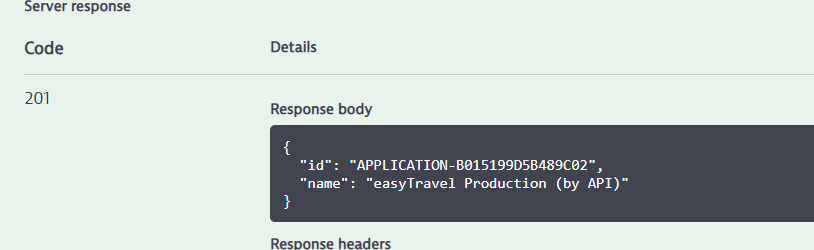 Server response
Code Details
201
Response body
{
"id": "APPLICATION-B015199D5B489C02",
"name": "easyTravel Production (by API)"
}
Response headers